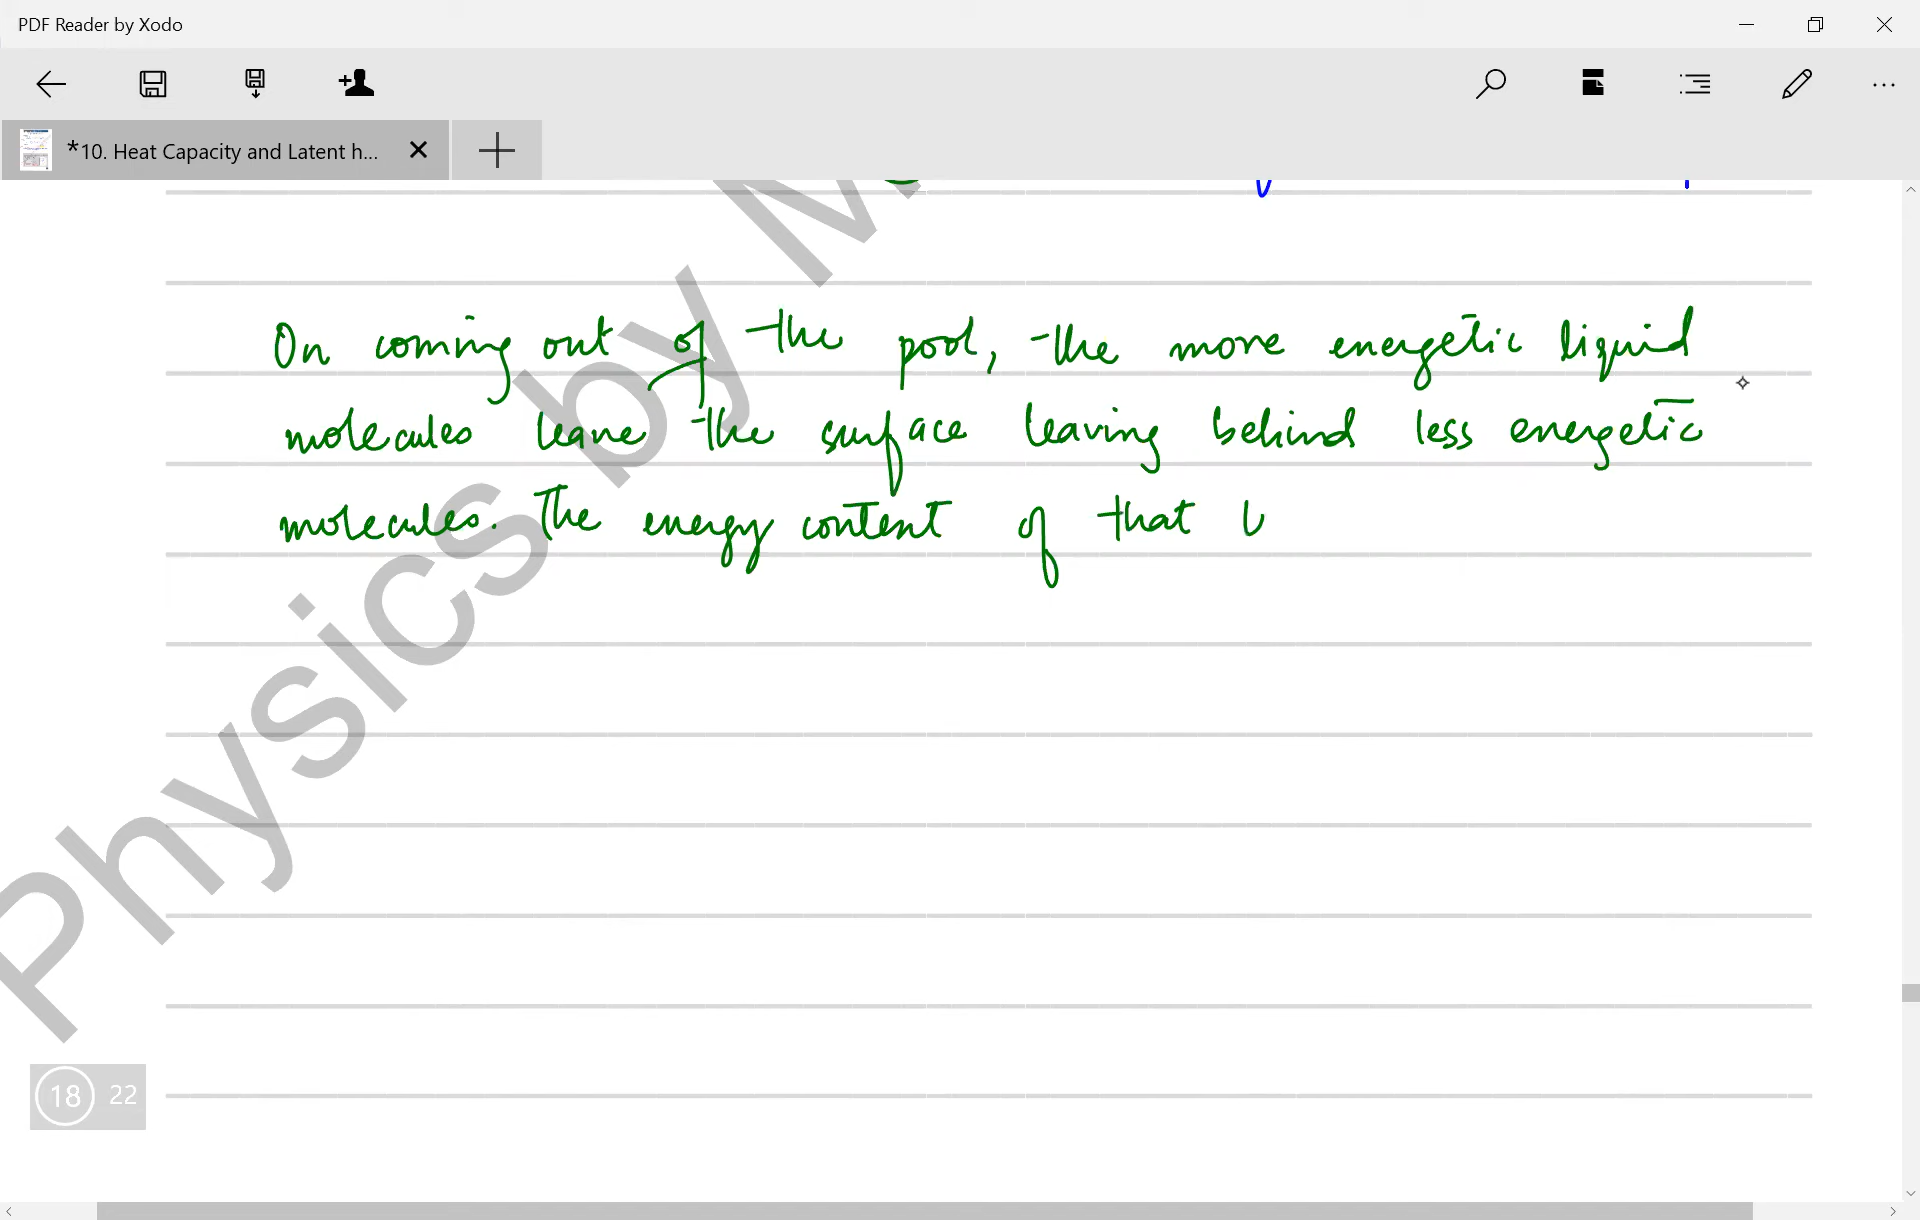 PDF Reader by Xodo
*10. Heat Capacity and Latent h...
On coming out of the pool, the more energetic liquid
molecules leave the surface leaving behind less energetic
molecules. The energy content of that
Physics by M
18 22